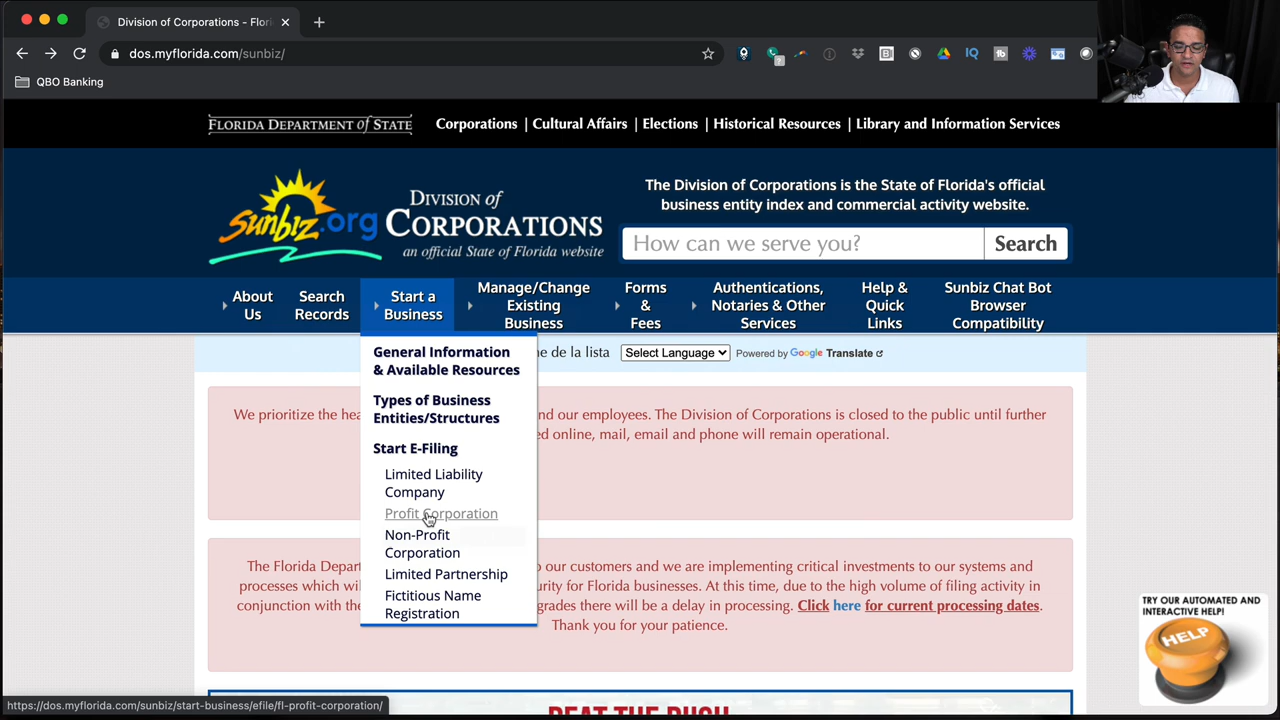 Division of Corporations - Flori
dos.myflorida.com/sunbiz/
QBO Banking
FLORIDA DEPARTMENT of STATE
Corporations | Cultural Affairs | Elections | Historical Resources | Library and Information Services
sunbiz.org
DIVISION of
CORPORATIONS
an official State of Florida website
The Division of Corporations is the State of Florida's official
business entity index and commercial activity website.
How can we serve you?
Search
About
Us
Search
Records
Start a
Business
Manage/Change
Existing
Business
Forms
&
Fees
Authentications,
Notaries & Other
Services
Help &
Quick
Links
Sunbiz Chat Bot
Browser
Compatibility
General Information
& Available Resources
Types of Business
Entities/Structures
Start E-Filing
Limited Liability
Company
Profit Corporation
Non-Profit
Corporation
Limited Partnership
Fictitious Name
Registration
de la lista
Select Language
Powered by Google Translate
We prioritize the
nd our employees. The Division of Corporations is closed to the public until further
ed online, mail, email and phone will remain operational.
The Florida
to our customers and we are implementing critical investments to our systems and
processes which
for Florida businesses. At this time, due to the high volume of filing activity in
conjunction with the
there will be a delay in processing. Click here for current processing dates.
Thank you for your patience.
TRY OUR AUTOMATED AND
INTERACTIVE HELP!
HELP
BEAT THE RUSH
https://dos.myflorida.com/sunbiz/start-business/efile/fl-profit-corporation/